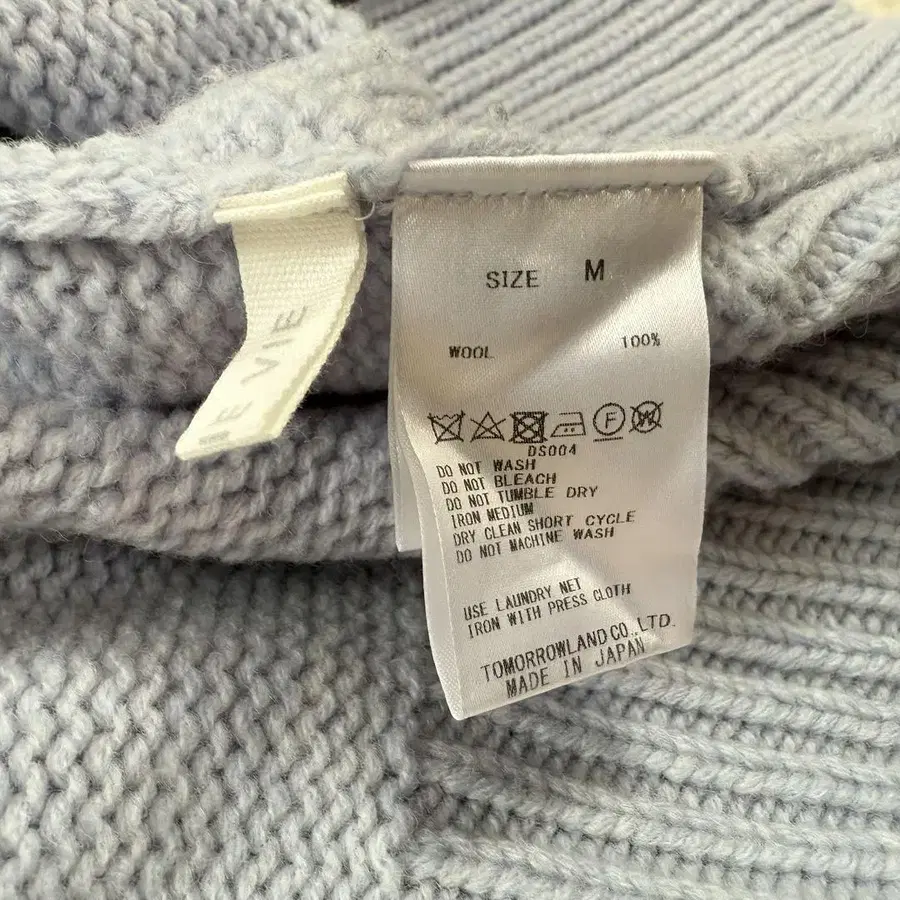 SIZE M
WOOL 100%
F W
DS004
DO NOT WASH
DO NOT BLEACH
DO NOT TUMBLE DRY
IRON MEDIUM
DRY CLEAN SHORT CYCLE
DO NOT MACHINE WASH
USE LAUNDRY NET
IRON WITH PRESS CLOTH
TOMORROWLAND CO.,LTD.
MADE IN JAPAN
VIE